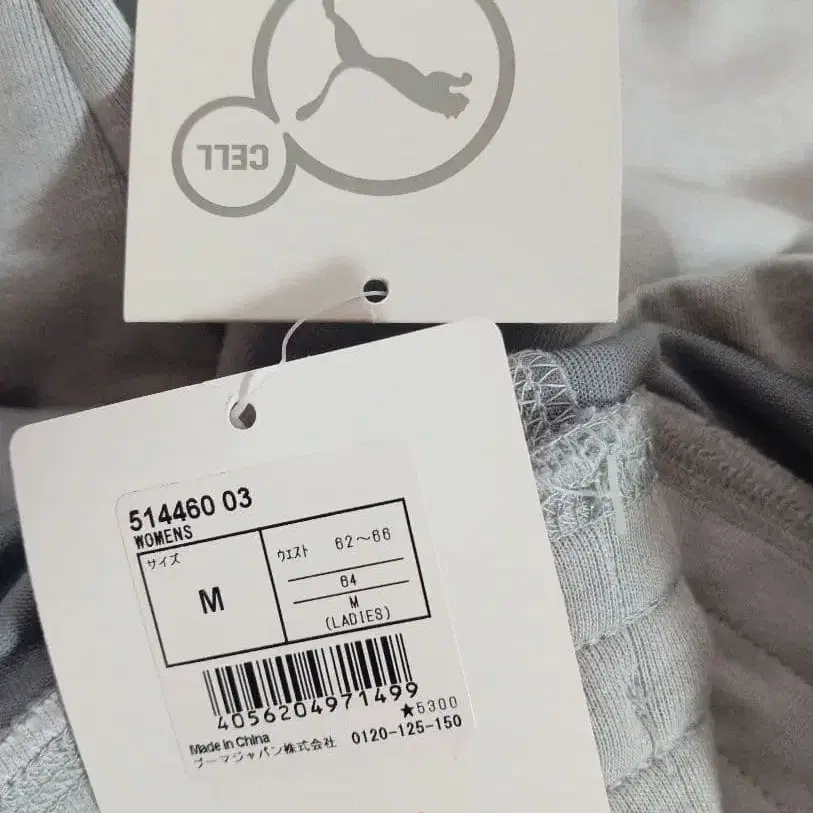 CELL
514460 03
WOMENS
サイズ
M
ウエスト 62～66
64
M
(LADIES)
4056204971499
★5300
Made in China
プーマジャパン株式会社 0120-125-150